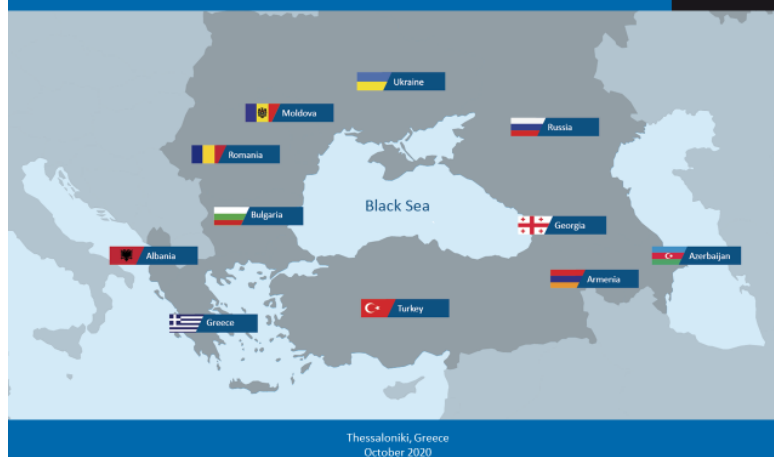 Ukraine
Moldova
Russia
Romania
Black Sea
Bulgaria
Georgia
Albania
Azerbaijan
Armenia
Turkey
Greece
Thessaloniki, Greece
October 2020